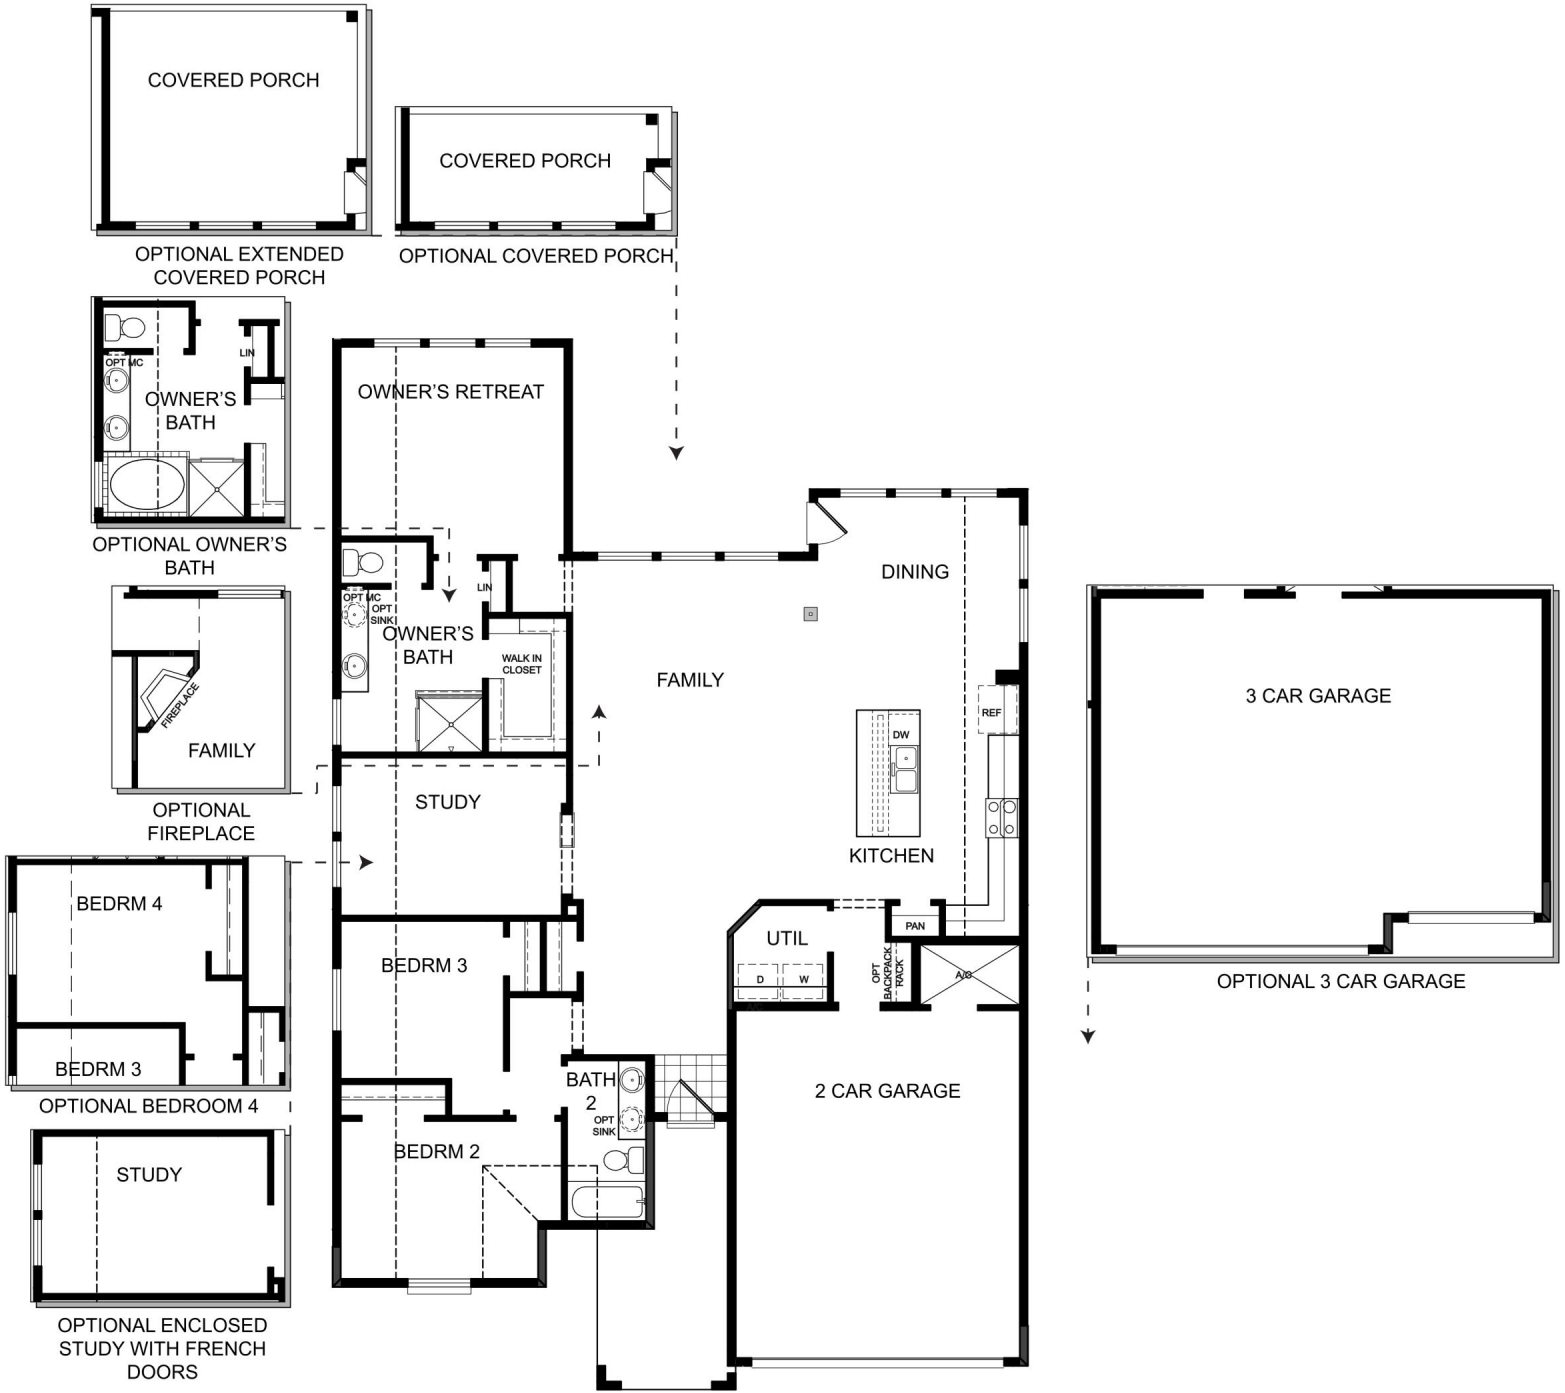 COVERED PORCH
OPTIONAL EXTENDED
COVERED PORCH
COVERED PORCH
OPTIONAL COVERED PORCH
LIN
OPT MC
OWNER'S
BATH
OPTIONAL OWNER'S
BATH
FIREPLACE
FAMILY
OPTIONAL
FIREPLACE
BEDRM 4
BEDRM 3
OPTIONAL BEDROOM 4
STUDY
OPTIONAL ENCLOSED
STUDY WITH FRENCH
DOORS
OWNER'S RETREAT
LIN
OPT MC
OPT
SINK
OWNER'S
BATH
WALK IN
CLOSET
STUDY
BEDRM 3
BEDRM 2
BATH
2
OPT
SINK
FAMILY
DINING
REF
DW
KITCHEN
PAN
UTIL
D
W
OPT
BACKPACK
RACK
A/C
2 CAR GARAGE
3 CAR GARAGE
OPTIONAL 3 CAR GARAGE